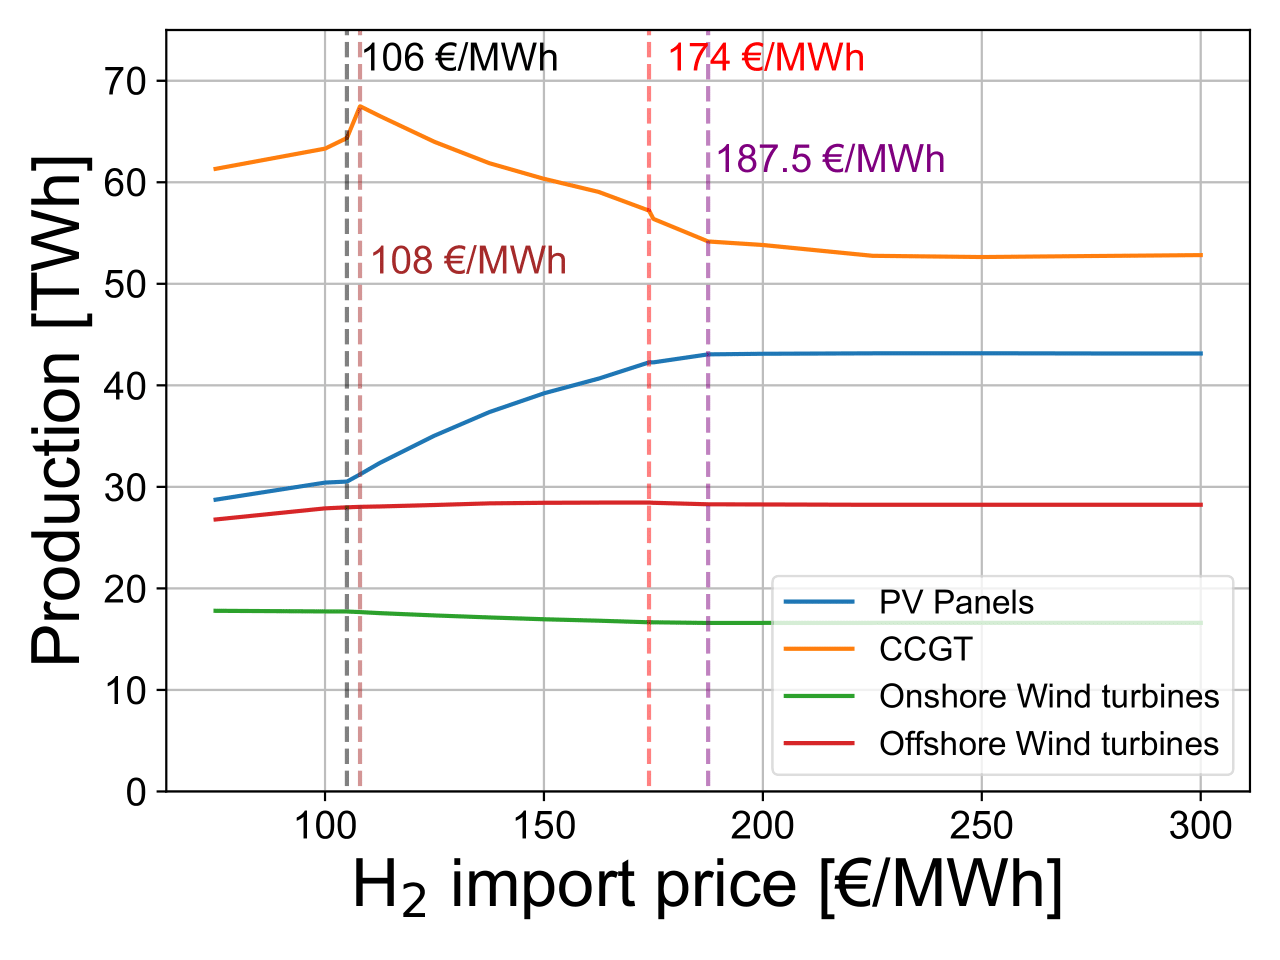 106 €/MWh
174 €/MWh
187.5 €/MWh
108 €/MWh
Production [TWh]
70
60
50
40
30
20
10
0
PV Panels
CCGT
Onshore Wind turbines
Offshore Wind turbines
100
150
200
250
300
H₂ import price [€/MWh]